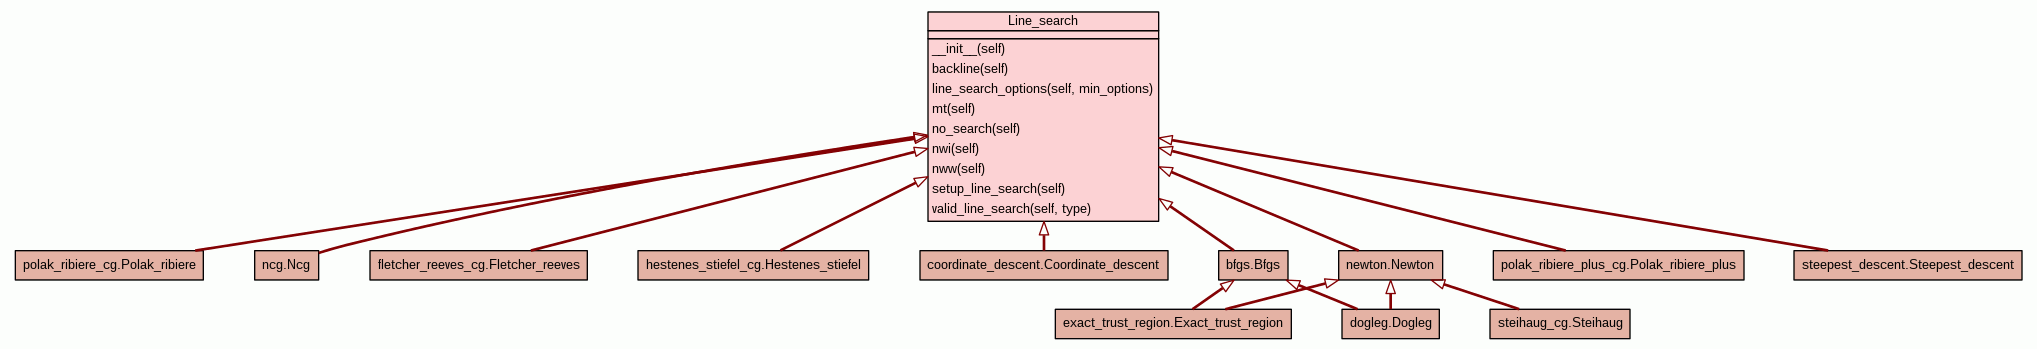 Line_search
__init__(self)
backline(self)
line_search_options(self, min_options)
mt(self)
no_search(self)
nwi(self)
nww(self)
setup_line_search(self)
valid_line_search(self, type)
polak_ribiere_cg.Polak_ribiere
ncg.Ncg
fletcher_reeves_cg.Fletcher_reeves
hestenes_stiefel_cg.Hestenes_stiefel
coordinate_descent.Coordinate_descent
bfgs.Bfgs
newton.Newton
polak_ribiere_plus_cg.Polak_ribiere_plus
steepest_descent.Steepest_descent
exact_trust_region.Exact_trust_region
dogleg.Dogleg
steihaug_cg.Steihaug